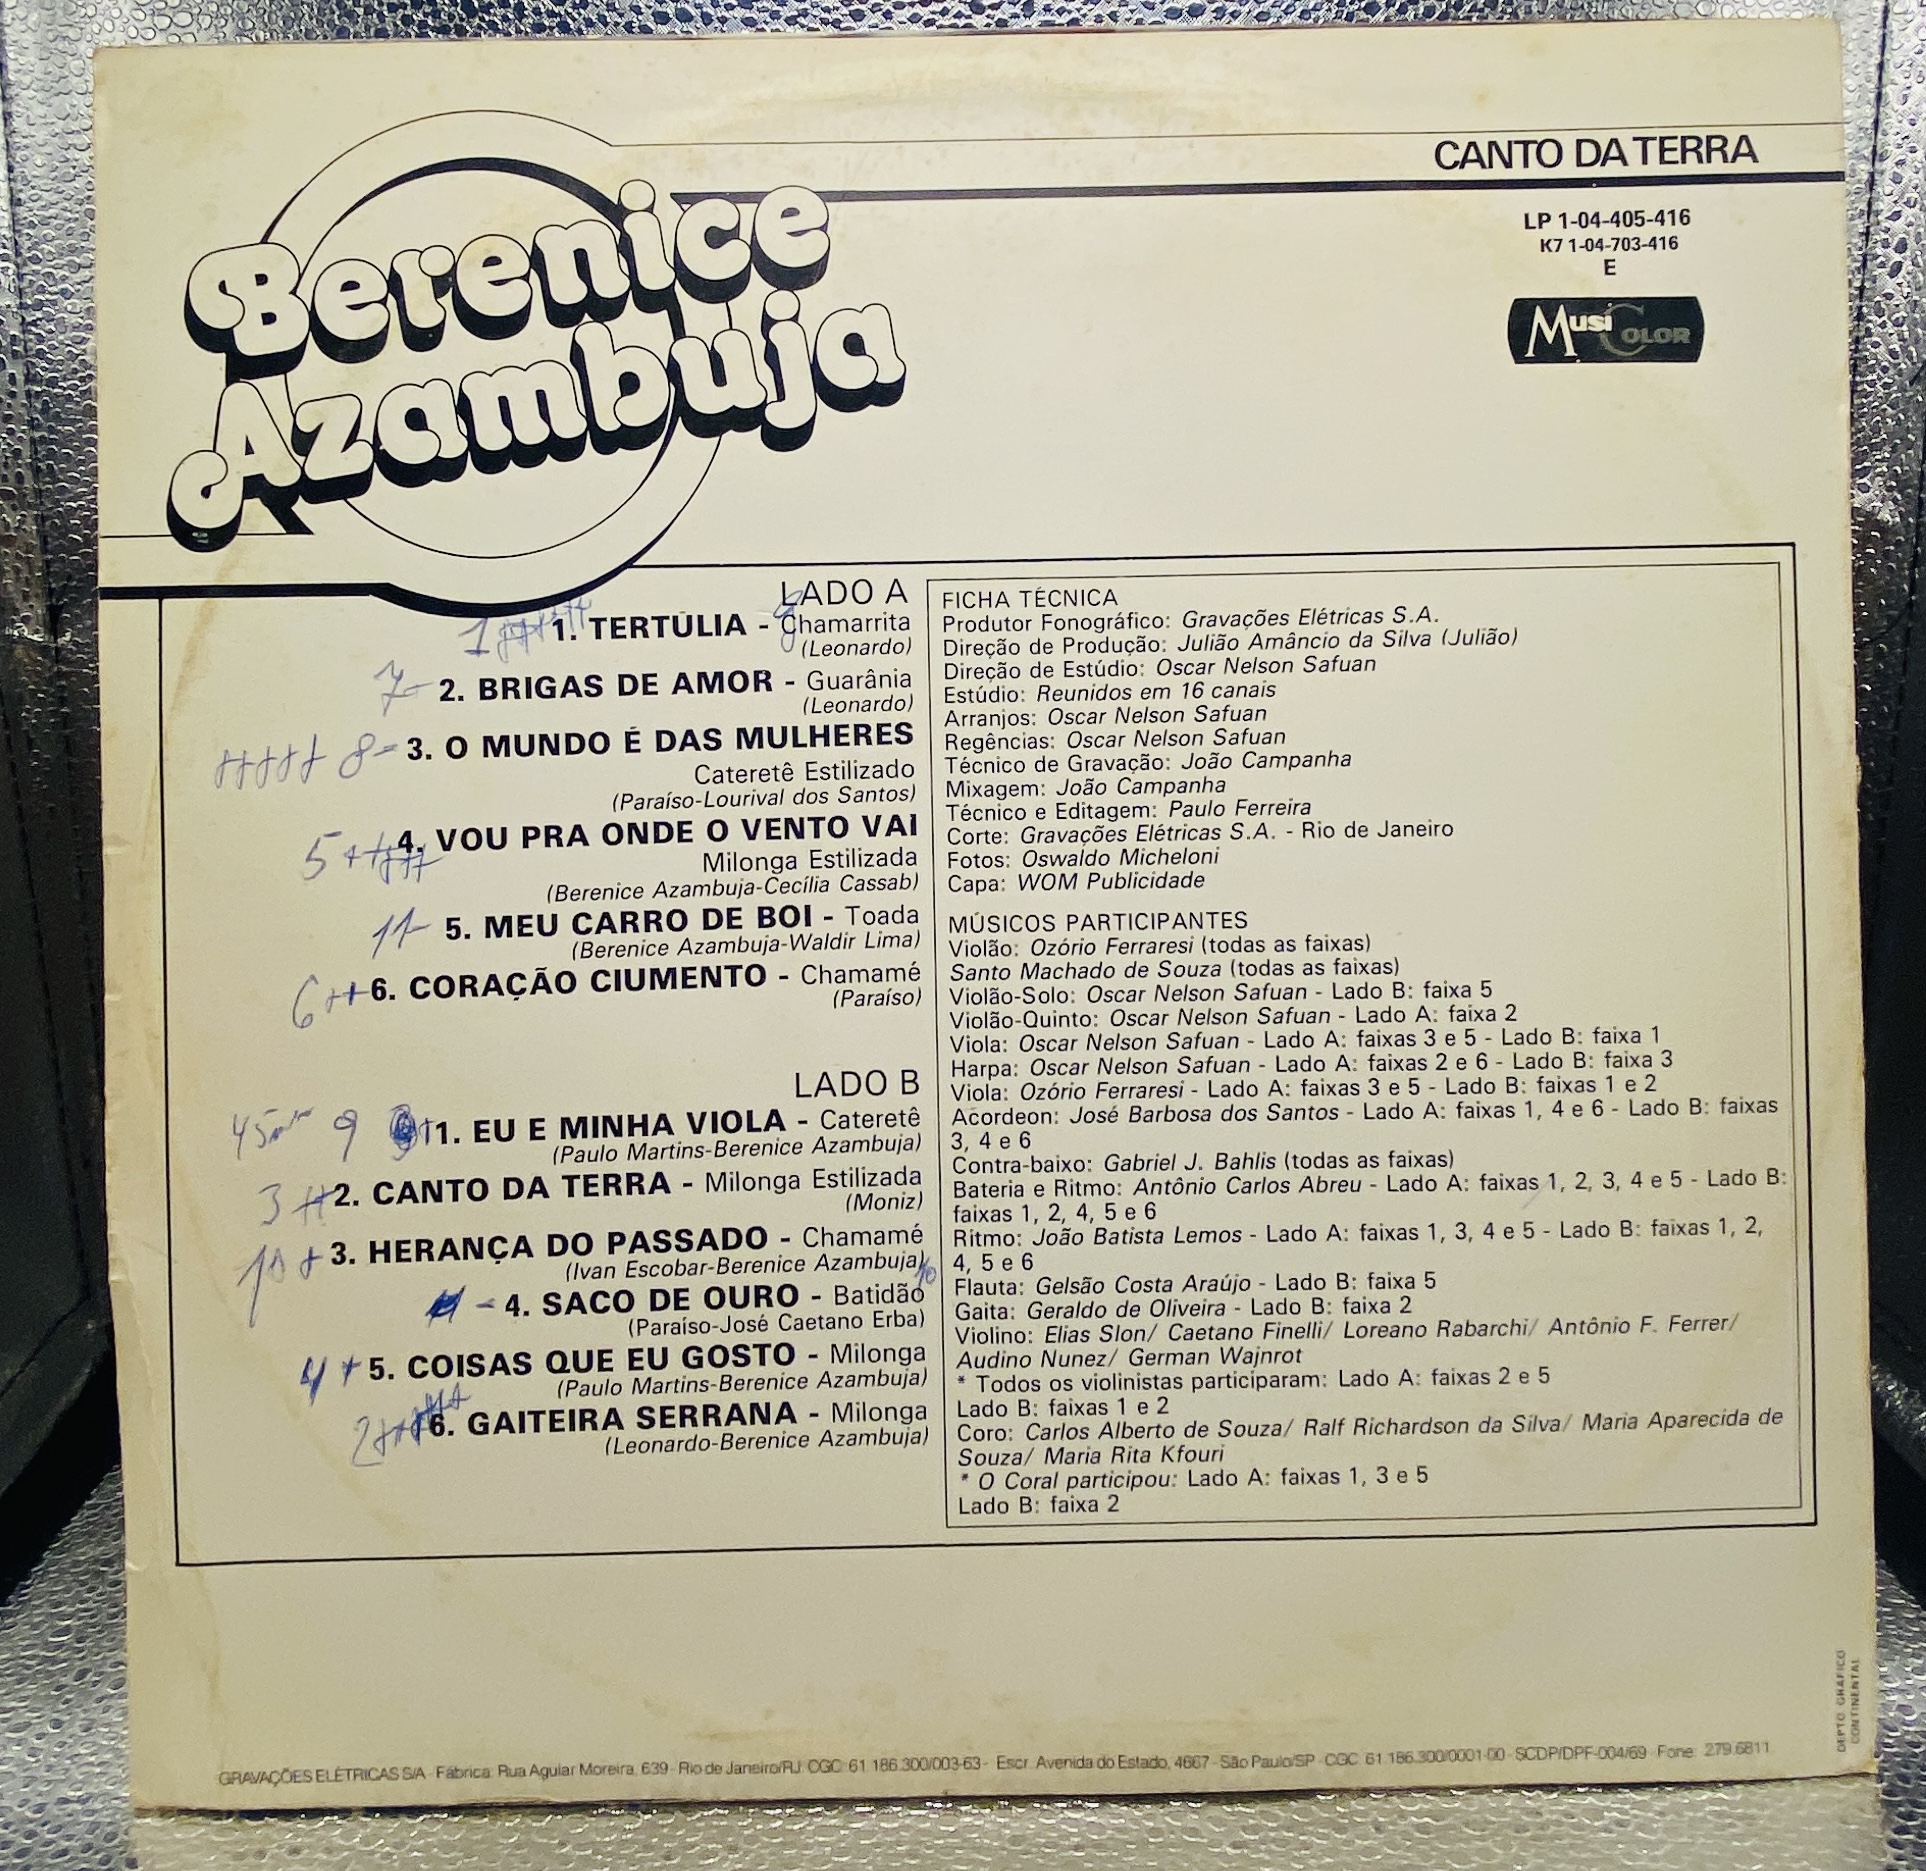 CANTO DA TERRA
LP 1-04-405-416
K7 1-04-703-416
E
MusiColor
Berenice
Azambuja
LADO A
1. TERTÚLIA - Chamarrita
(Leonardo)
7- 2. BRIGAS DE AMOR - Guarânia
(Leonardo)
8- 3. O MUNDO É DAS MULHERES
Cateretê Estilizado
(Paraíso-Lourival dos Santos)
5 4. VOU PRA ONDE O VENTO VAI
Milonga Estilizada
(Berenice Azambuja-Cecília Cassab)
11- 5. MEU CARRO DE BOI - Toada
(Berenice Azambuja-Waldir Lima)
6++ 6. CORAÇÃO CIUMENTO - Chamamé
(Paraíso)
LADO B
9 1. EU E MINHA VIOLA - Cateretê
(Paulo Martins-Berenice Azambuja)
3 ++ 2. CANTO DA TERRA - Milonga Estilizada
(Moniz)
10 + 3. HERANÇA DO PASSADO - Chamamé
(Ivan Escobar-Berenice Azambuja)
- 4. SACO DE OURO - Batidão
(Paraíso-José Caetano Erba)
4 + 5. COISAS QUE EU GOSTO - Milonga
(Paulo Martins-Berenice Azambuja)
2 6. GAITEIRA SERRANA - Milonga
(Leonardo-Berenice Azambuja)
FICHA TÉCNICA
Produtor Fonográfico: Gravações Elétricas S.A.
Direção de Produção: Julião Amâncio da Silva (Julião)
Direção de Estúdio: Oscar Nelson Safuan
Estúdio: Reunidos em 16 canais
Arranjos: Oscar Nelson Safuan
Regências: Oscar Nelson Safuan
Técnico de Gravação: João Campanha
Mixagem: João Campanha
Técnico e Editagem: Paulo Ferreira
Corte: Gravações Elétricas S.A. - Rio de Janeiro
Fotos: Oswaldo Micheloni
Capa: WOM Publicidade
MÚSICOS PARTICIPANTES
Violão: Ozório Ferraresi (todas as faixas)
Santo Machado de Souza (todas as faixas)
Violão-Solo: Oscar Nelson Safuan - Lado B: faixa 5
Violão-Quinto: Oscar Nelson Safuan - Lado A: faixa 2
Viola: Oscar Nelson Safuan - Lado A: faixas 3 e 5 - Lado B: faixa 1
Harpa: Oscar Nelson Safuan - Lado A: faixas 2 e 6 - Lado B: faixa 3
Viola: Ozório Ferraresi - Lado A: faixas 3 e 5 - Lado B: faixas 1 e 2
Acordeon: José Barbosa dos Santos - Lado A: faixas 1, 4 e 6 - Lado B: faixas
3, 4 e 6
Contra-baixo: Gabriel J. Bahlis (todas as faixas)
Bateria e Ritmo: Antônio Carlos Abreu - Lado A: faixas 1, 2, 3, 4 e 5 - Lado B:
faixas 1, 2, 4, 5 e 6
Ritmo: João Batista Lemos - Lado A: faixas 1, 3, 4 e 5 - Lado B: faixas 1, 2,
4, 5 e 6
Flauta: Gelsão Costa Araújo - Lado B: faixa 5
Gaita: Geraldo de Oliveira - Lado B: faixa 2
Violino: Elias Slon/ Caetano Finelli/ Loreano Rabarchi/ Antônio F. Ferrer/
Audino Nunez/ German Wajnrot
* Todos os violinistas participaram: Lado A: faixas 2 e 5
Lado B: faixas 1 e 2
Coro: Carlos Alberto de Souza/ Ralf Richardson da Silva/ Maria Aparecida de
Souza/ Maria Rita Kfouri
* O Coral participou: Lado A: faixas 1, 3 e 5
Lado B: faixa 2
DEPTO GRÁFICO
CONTINENTAL
GRAVAÇÕES ELÉTRICAS S/A - Fábrica: Rua Aguiar Moreira, 639 - Rio de Janeiro/RJ CGC 61 186.300/003-63 - Escr. Avenida do Estado, 4667 - São Paulo/SP - CGC 61 186.300/0001-00 - SCDP/DPF-004/69 - Fone: 279.6811